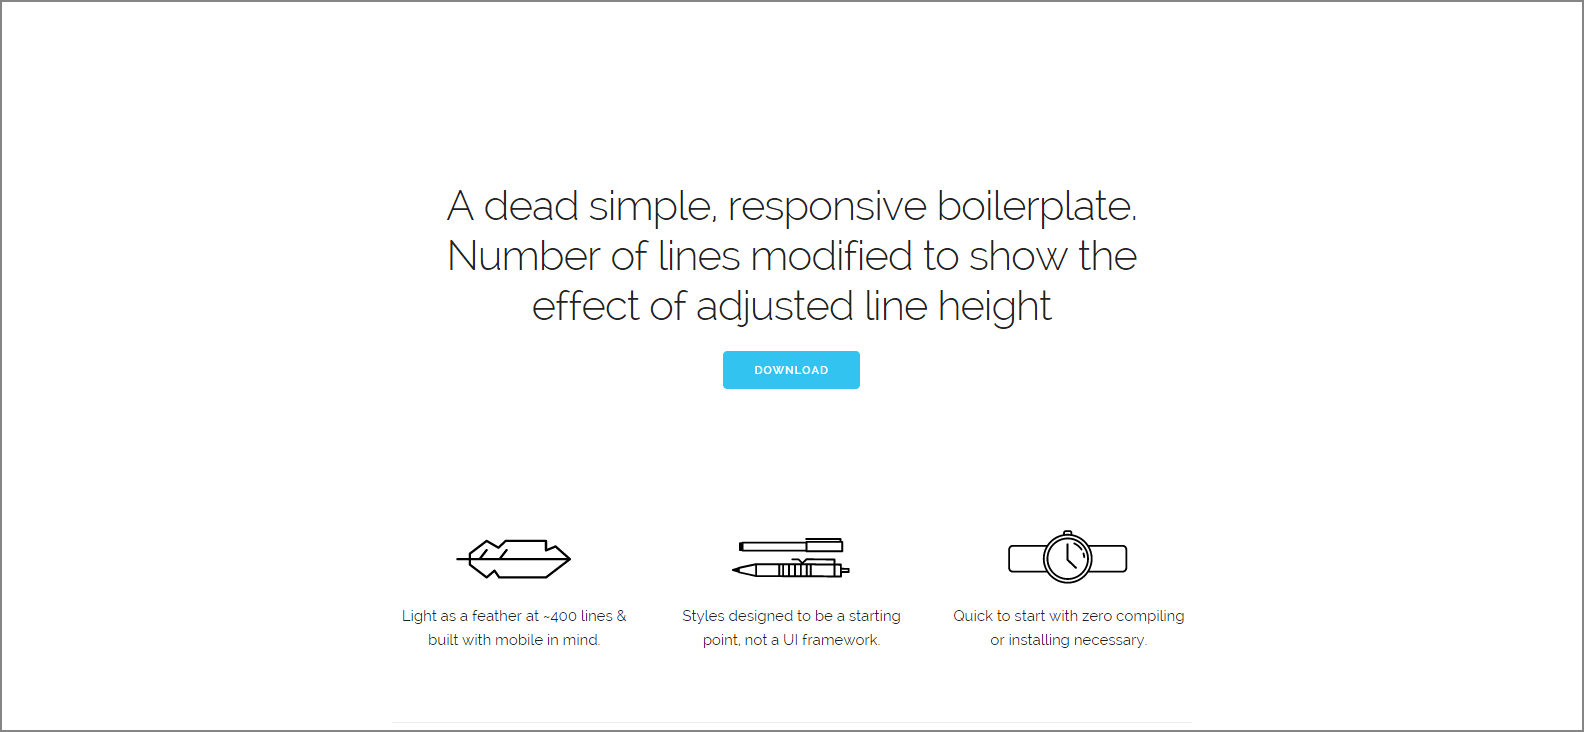 A dead simple, responsive boilerplate.
Number of lines modified to show the
effect of adjusted line height
DOWNLOAD
Light as a feather at ~400 lines &
built with mobile in mind.
Styles designed to be a starting
point, not a UI framework.
Quick to start with zero compiling
or installing necessary.